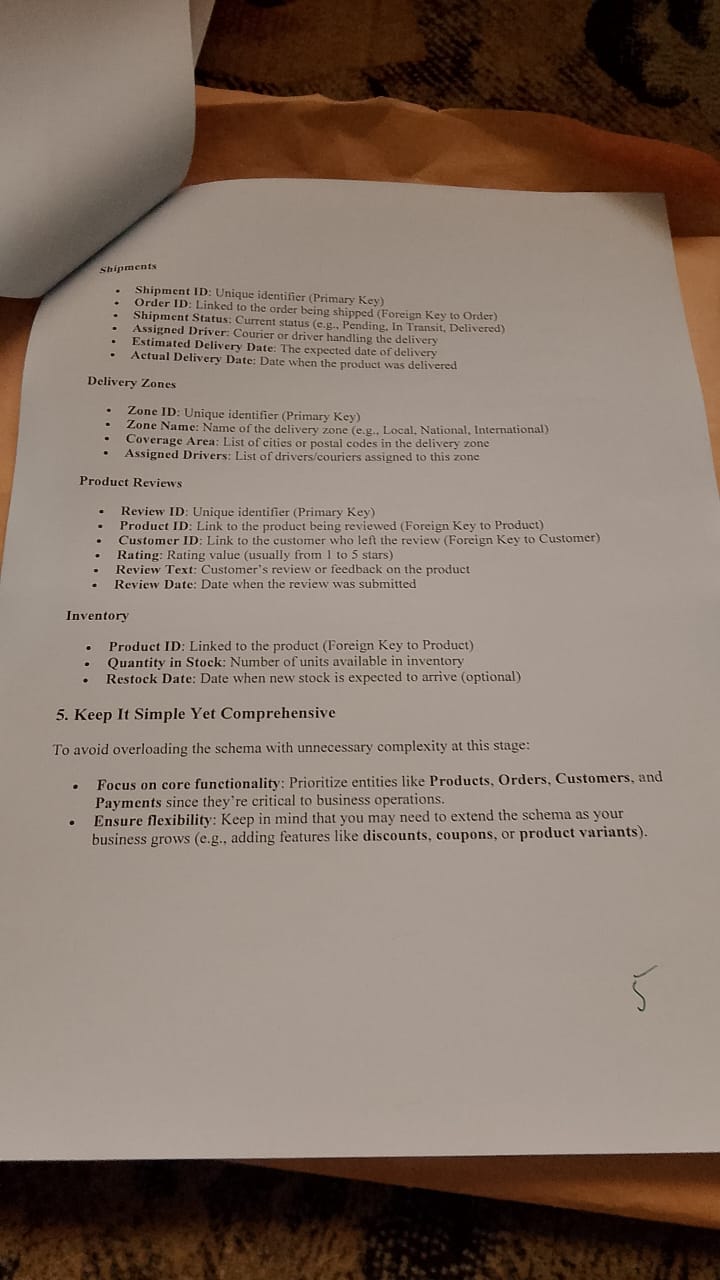 Shipments
• Shipment ID: Unique identifier (Primary Key)
• Order ID: Linked to the order being shipped (Foreign Key to Order)
• Shipment Status: Current status (e.g., Pending, In Transit, Delivered)
• Assigned Driver: Courier or driver handling the delivery
• Estimated Delivery Date: The expected date of delivery
• Actual Delivery Date: Date when the product was delivered
Delivery Zones
• Zone ID: Unique identifier (Primary Key)
• Zone Name: Name of the delivery zone (e.g., Local, National, International)
• Coverage Area: List of cities or postal codes in the delivery zone
• Assigned Drivers: List of drivers/couriers assigned to this zone
Product Reviews
• Review ID: Unique identifier (Primary Key)
• Product ID: Link to the product being reviewed (Foreign Key to Product)
• Customer ID: Link to the customer who left the review (Foreign Key to Customer)
• Rating: Rating value (usually from 1 to 5 stars)
• Review Text: Customer's review or feedback on the product
• Review Date: Date when the review was submitted
Inventory
• Product ID: Linked to the product (Foreign Key to Product)
• Quantity in Stock: Number of units available in inventory
• Restock Date: Date when new stock is expected to arrive (optional)
5. Keep It Simple Yet Comprehensive
To avoid overloading the schema with unnecessary complexity at this stage:
• Focus on core functionality: Prioritize entities like Products, Orders, Customers, and
Payments since they're critical to business operations.
• Ensure flexibility: Keep in mind that you may need to extend the schema as your
business grows (e.g., adding features like discounts, coupons, or product variants).
5